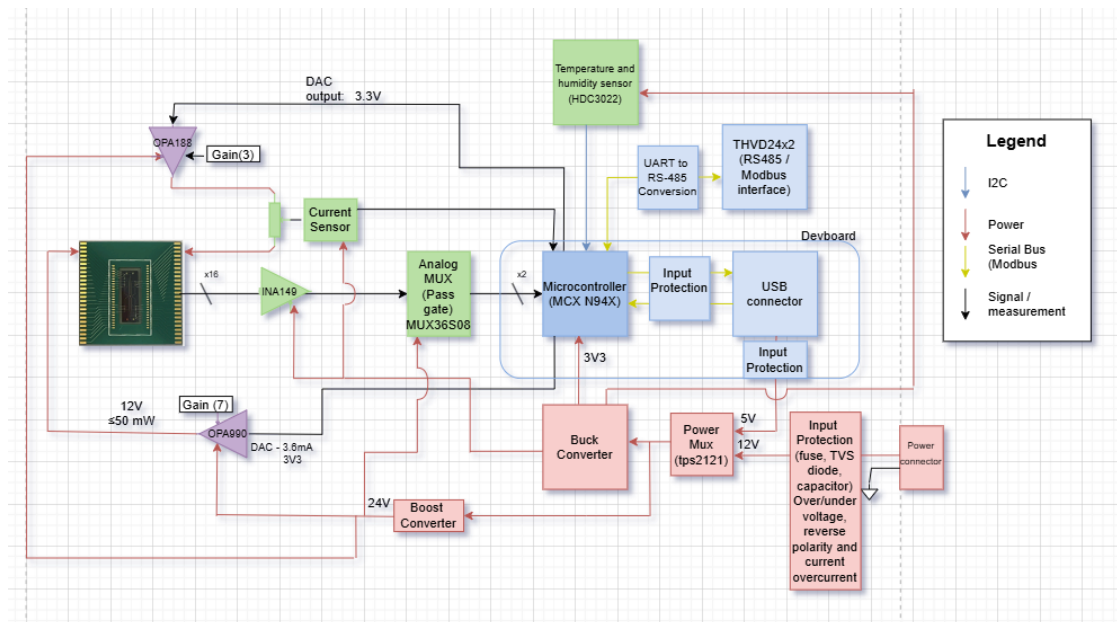 DAC
output: 3.3V
OPA188
Gain(3)
Current
Sensor
Temperature and
humidity sensor
(HDC3022)
UART to
RS-485
Conversion
THVD24x2
(RS485 /
Modbus
interface)
Devboard
x16
INA149
Analog
MUX
(Pass
gate)
MUX36S08
x2
Microcontroller
(MCX N94X)
Input
Protection
USB
connector
Input
Protection
3V3
12V
≤50 mW
Gain (7)
OPA990
DAC - 3.6mA
3V3
24V
Boost
Converter
Buck
Converter
Power
Mux
(tps2121)
5V
12V
Input
Protection
(fuse, TVS
diode,
capacitor)
Over/under
voltage,
reverse
polarity and
current
overcurrent
Power
connector
Legend
I2C
Power
Serial Bus
(Modbus
Signal /
measurement